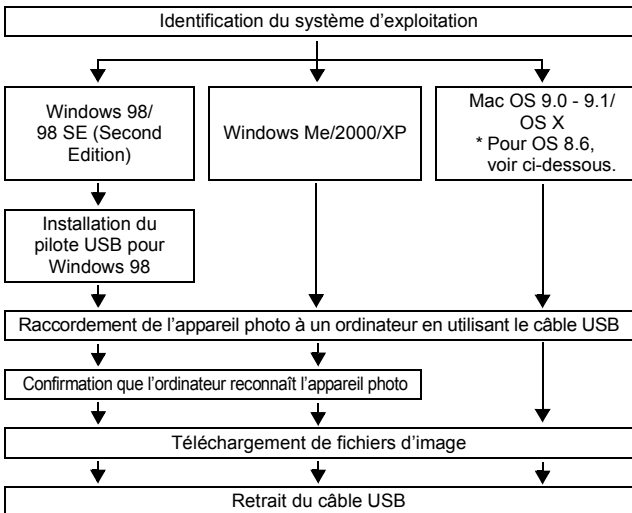 Identification du système d’exploitation
Windows 98/
98 SE (Second
Edition)
Windows Me/2000/XP
Mac OS 9.0 - 9.1/
OS X
* Pour OS 8.6,
voir ci-dessous.
Installation du
pilote USB pour
Windows 98
Raccordement de l’appareil photo à un ordinateur en utilisant le câble USB
Confirmation que l’ordinateur reconnaît l’appareil photo
Téléchargement de fichiers d’image
Retrait du câble USB